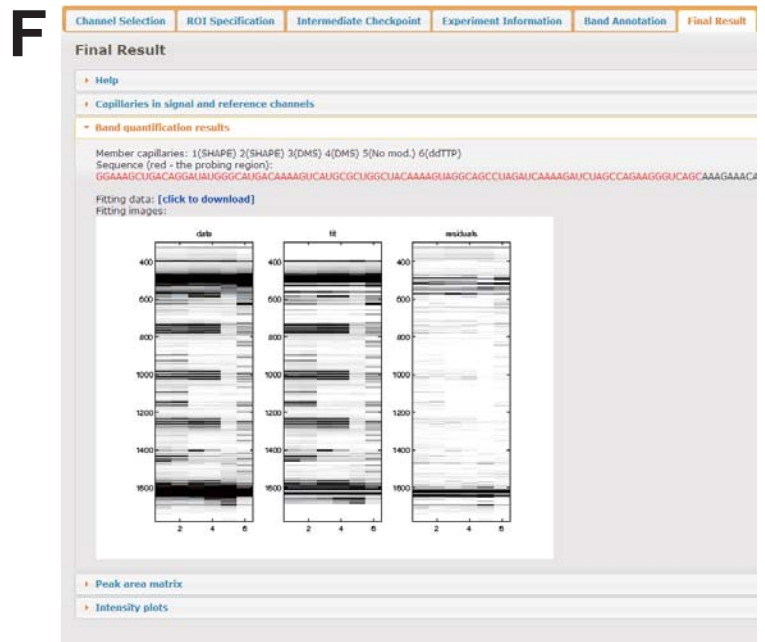 F
Channel Selection ROI Specification Intermediate Checkpoint Experiment Information Band Annotation Final Result
Final Result
Help
Capillaries in signal and reference channels
Band quantification results
Member capillaries: 1(SHAPE) 2(SHAPE) 3(DMS) 4(DMS) 5(No mod.) 6(ddTTP)
Sequence (red - the probing region):
GGAAAGCUGACAGGAUAUGGGCAUGACAAAAGUCAUGCGCUGGCUACAAAAGUAGGCAGCCUAGAUCAAAAGAUCUAGCCAGAAGGGUCAGCAAAGAAACA
Fitting data: [click to download]
Fitting images:
data fit residuals
400 400 400
600 600 600
800 800 800
1000 1000 1000
1200 1200 1200
1400 1400 1400
1600 1600 1600
2 4 6 2 4 6 2 4 6
Peak area matrix
Intensity plots